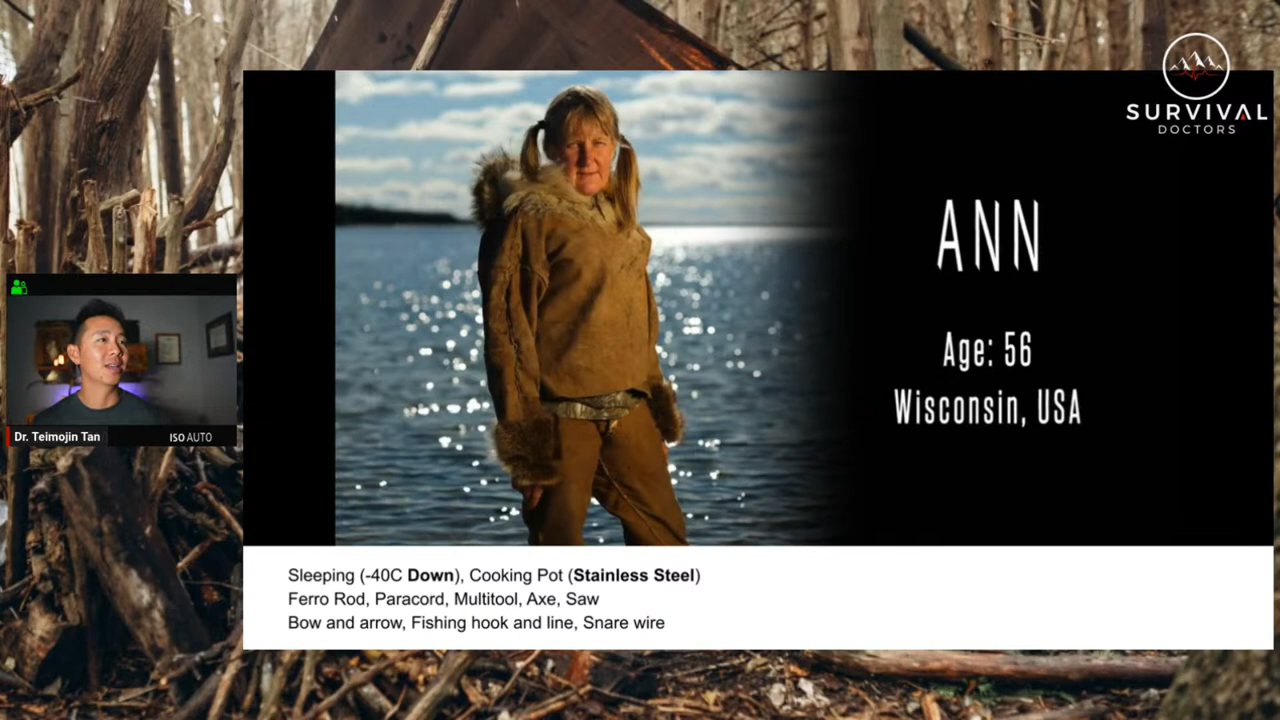 SURVIVAL
DOCTORS
ANN
Age: 56
Wisconsin, USA
Dr. Teimojin Tan
ISO AUTO
Sleeping (-40C Down), Cooking Pot (Stainless Steel)
Ferro Rod, Paracord, Multitool, Axe, Saw
Bow and arrow, Fishing hook and line, Snare wire